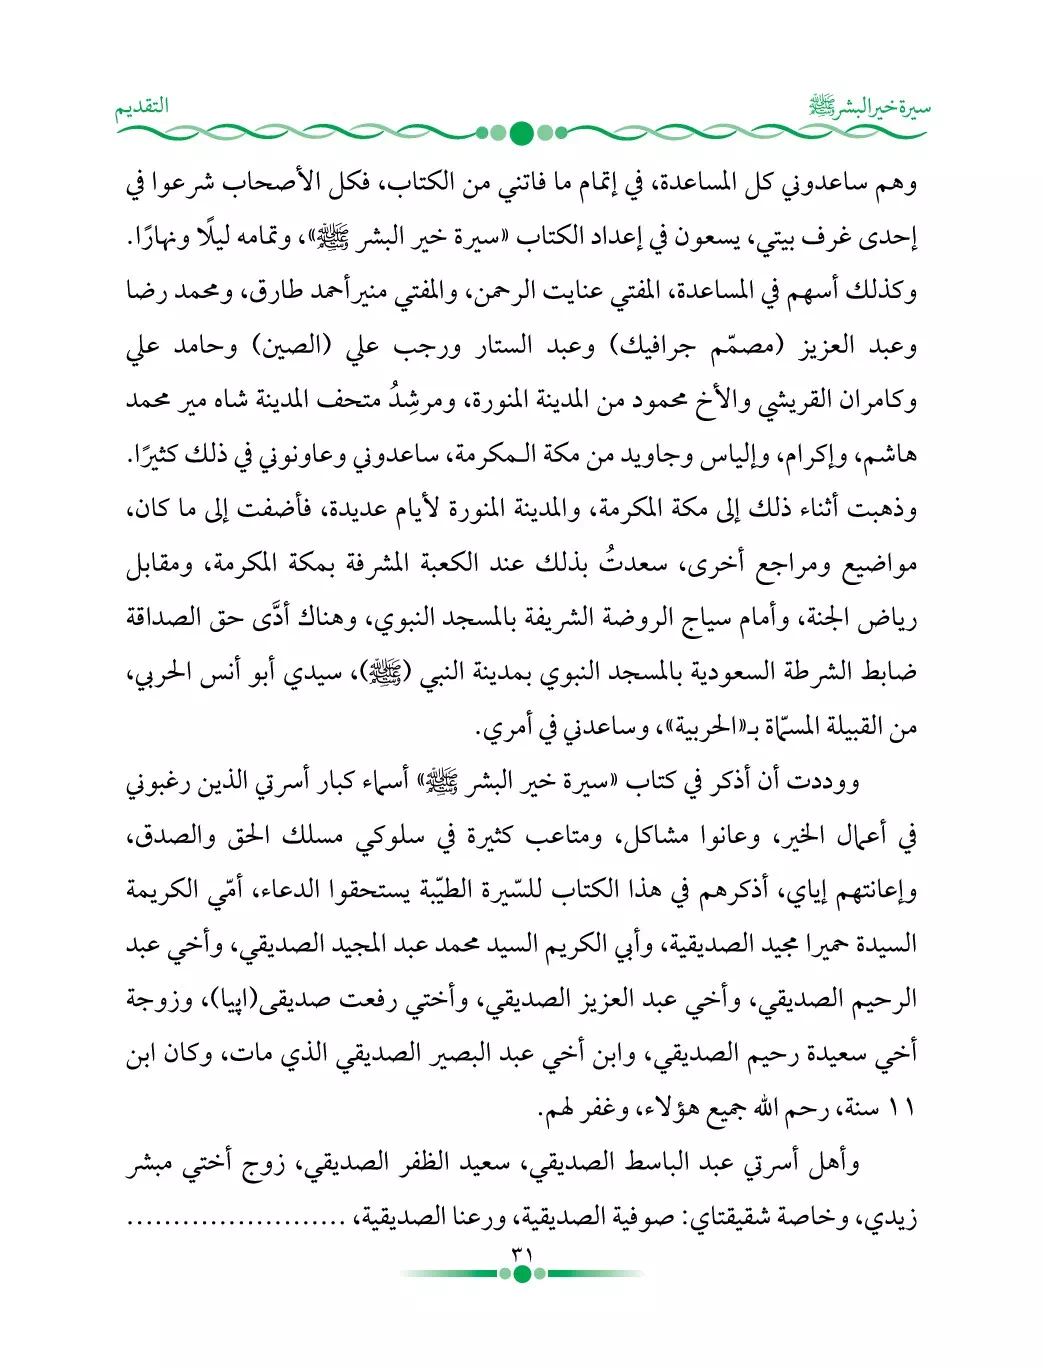 سيرة خير البشر ﷺ
التقديم
وهم ساعدوني كل المساعدة، في إتمام ما فاتني من الكتاب، فكل الأصحاب شرعوا في
إحدى غرف بيتي، يسعون في إعداد الكتاب «سيرة خير البشر ﷺ»، وتمامه ليلًا ونهارًا.
وكذلك أسهم في المساعدة، المفتي عنايت الرحمن، والمفتي منيرأحمد طارق، ومحمد رضا
وعبد العزيز (مصمّم جرافيك) وعبد الستار ورجب علي (الصين) وحامد علي
وكامران القريشي والأخ محمود من المدينة المنورة، ومرشِدُ متحف المدينة شاه مير محمد
هاشم، وإكرام، وإلياس وجاويد من مكة الـمكرمة، ساعدوني وعاونوني في ذلك كثيرًا.
وذهبت أثناء ذلك إلى مكة المكرمة، والمدينة المنورة لأيام عديدة، فأضفت إلى ما كان،
مواضيع ومراجع أخرى، سعدتُ بذلك عند الكعبة المشرفة بمكة المكرمة، ومقابل
رياض الجنة، وأمام سياج الروضة الشريفة بالمسجد النبوي، وهناك أدَّى حق الصداقة
ضابط الشرطة السعودية بالمسجد النبوي بمدينة النبي (ﷺ)، سيدي أبو أنس الحربي،
من القبيلة المسمّاة بـ«الحربية»، وساعدني في أمري.
ووددت أن أذكر في كتاب «سيرة خير البشر ﷺ» أسماء كبار أسرتي الذين رغبوني
في أعمال الخير، وعانوا مشاكل، ومتاعب كثيرة في سلوكي مسلك الحق والصدق،
وإعانتهم إياي، أذكرهم في هذا الكتاب للسّيرة الطيّبة يستحقوا الدعاء، أمّي الكريمة
السيدة حميرا مجيد الصديقية، وأبي الكريم السيد محمد عبد المجيد الصديقي، وأخي عبد
الرحيم الصديقي، وأخي عبد العزيز الصديقي، وأختي رفعت صديقى(اپيا)، وزوجة
أخي سعيدة رحيم الصديقي، وابن أخي عبد البصير الصديقي الذي مات، وكان ابن
١١ سنة، رحم الله جميع هؤلاء، وغفر لهم.
وأهل أسرتي عبد الباسط الصديقي، سعيد الظفر الصديقي، زوج أختي مبشر
زيدي، وخاصة شقيقتاي: صوفية الصديقية، ورعنا الصديقية، ........................
٣١